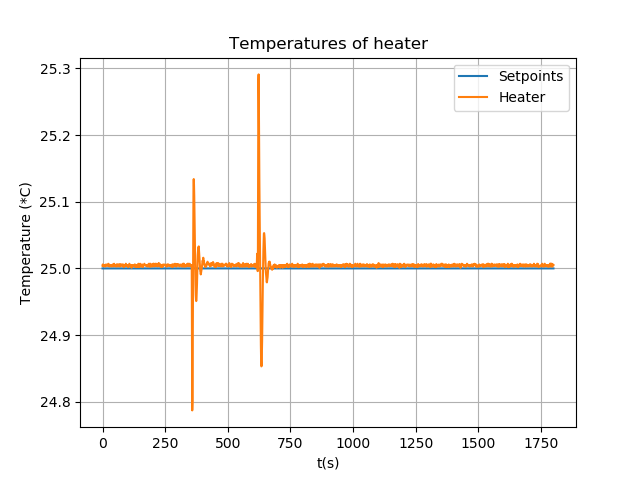 Temperatures of heater
25.3
25.2
25.1
25.0
24.9
24.8
Temperature (*C)
Setpoints
Heater
0 250 500 750 1000 1250 1500 1750
t(s)